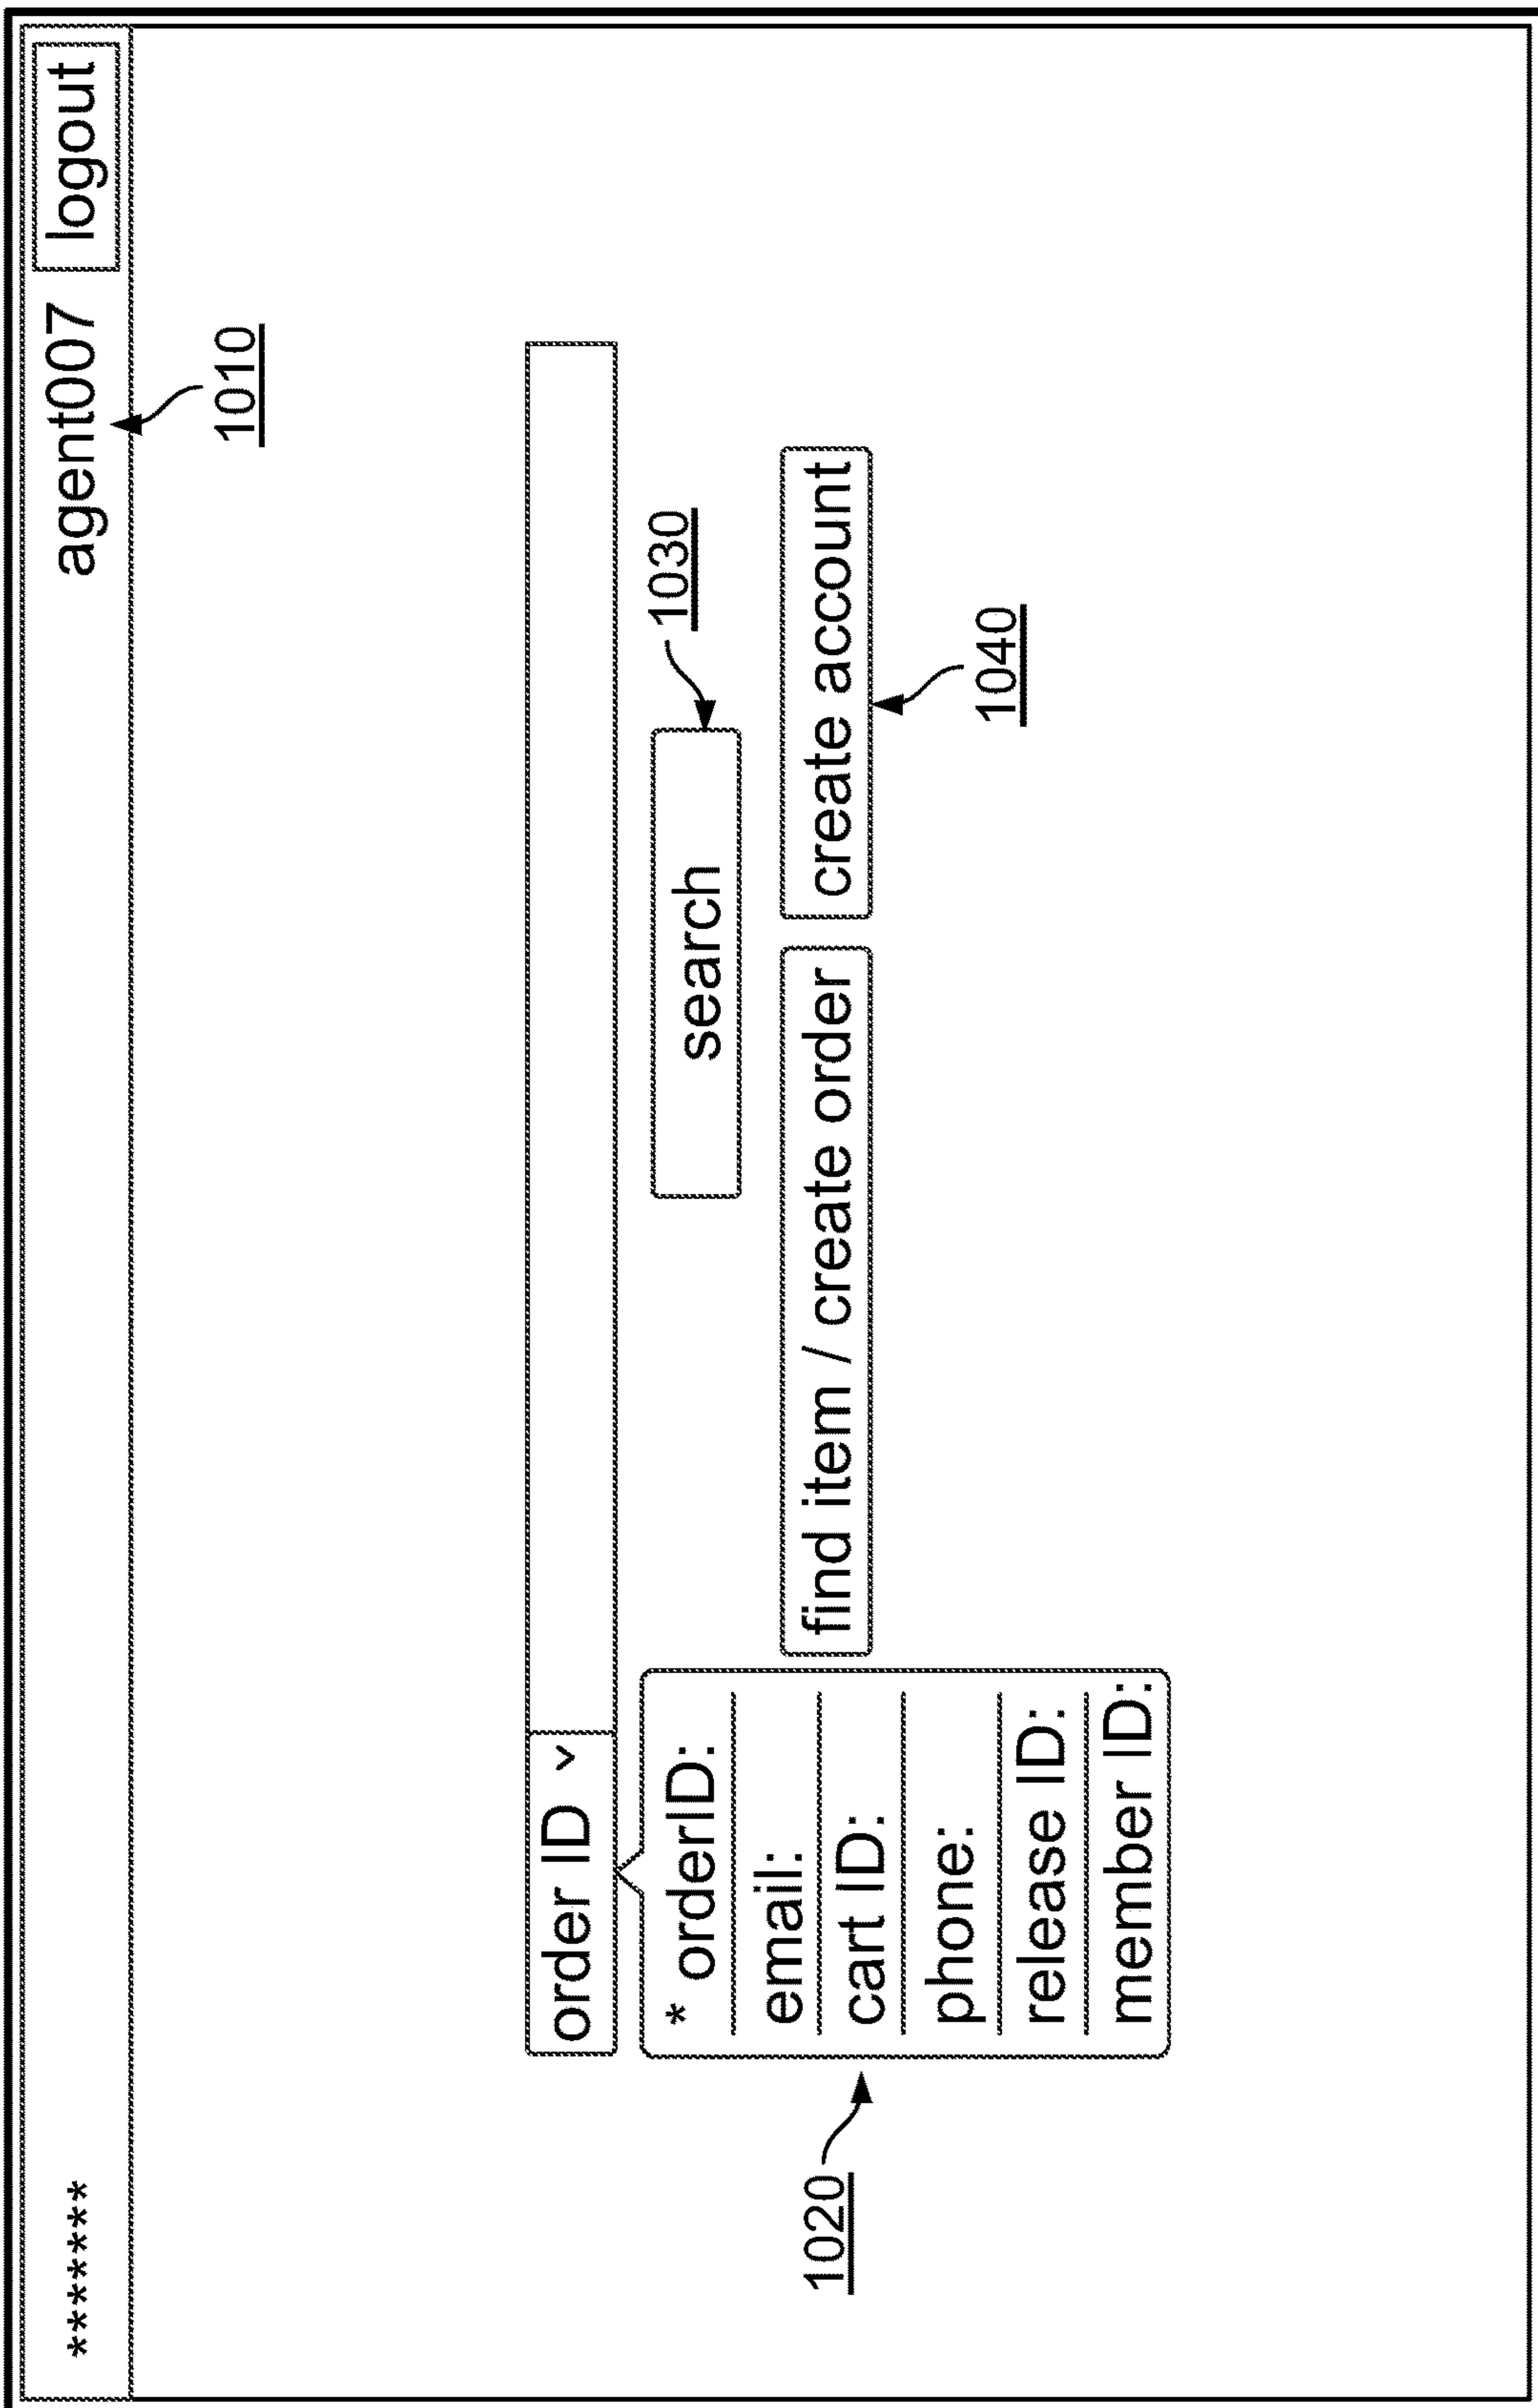 ******* agent007 logout
1010
order ID ˅
1030
* orderID:
search
email:
1020
cart ID:
find item / create order
create account
phone:
1040
release ID:
member ID: